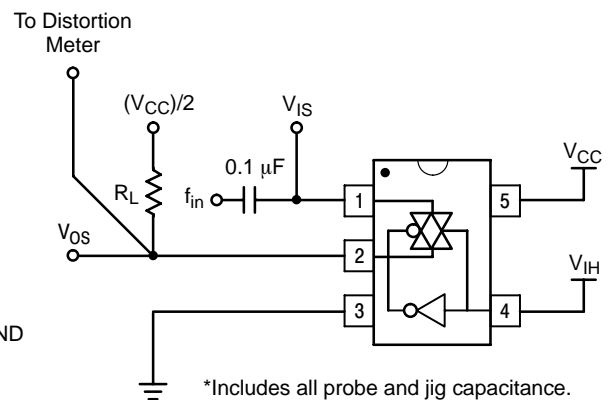 To Distortion
Meter
(VCC)/2
VIS
0.1 μF
VCC
RL
fin
1
5
VOS
2
VIH
3
4
ND
*Includes all probe and jig capacitance.